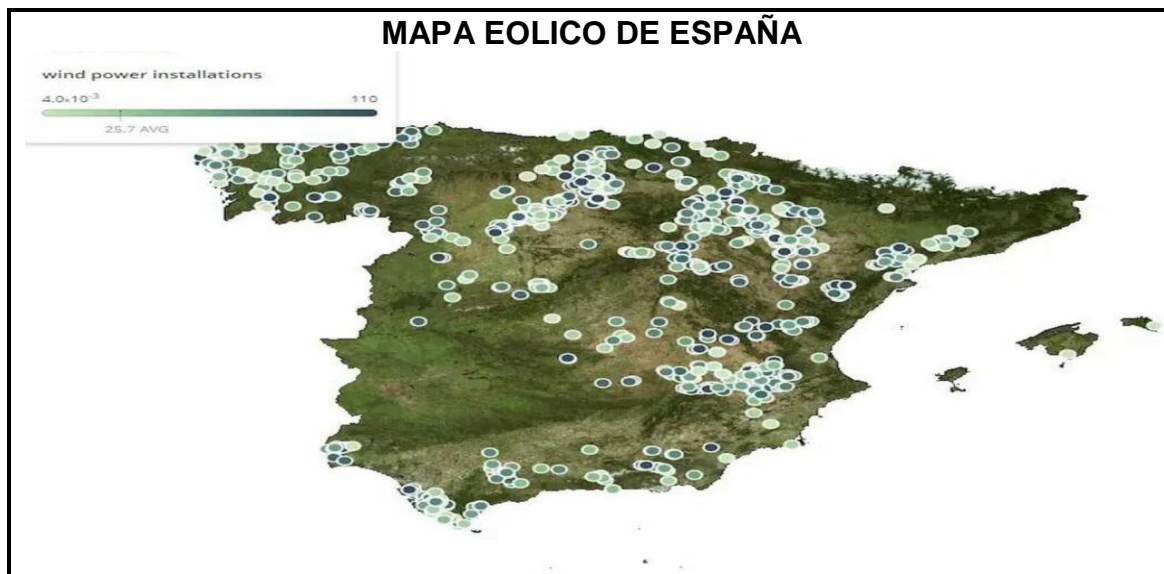 MAPA EOLICO DE ESPAÑA
wind power installations
4.0×10⁻³ 110
25.7 AVG